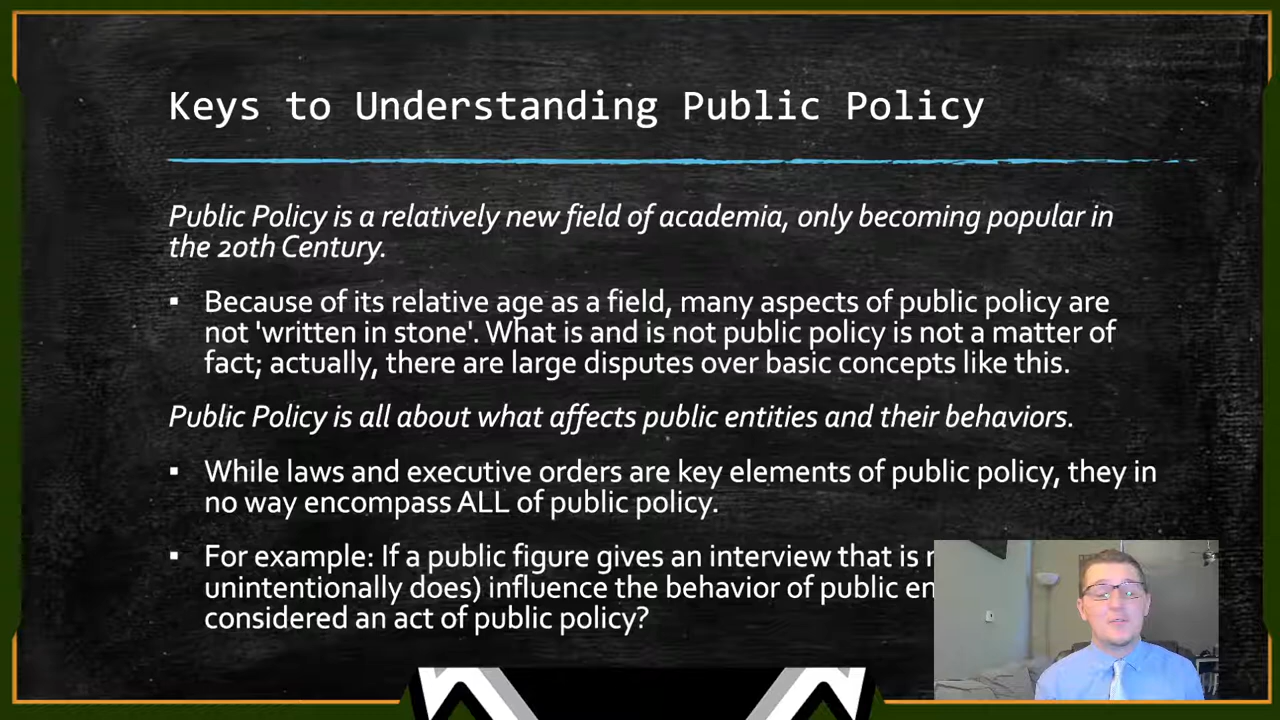 Keys to Understanding Public Policy
Public Policy is a relatively new field of academia, only becoming popular in
the 20th Century.
▪ Because of its relative age as a field, many aspects of public policy are
not 'written in stone'. What is and is not public policy is not a matter of
fact; actually, there are large disputes over basic concepts like this.
Public Policy is all about what affects public entities and their behaviors.
▪ While laws and executive orders are key elements of public policy, they in
no way encompass ALL of public policy.
▪ For example: If a public figure gives an interview that is
unintentionally does) influence the behavior of public
considered an act of public policy?